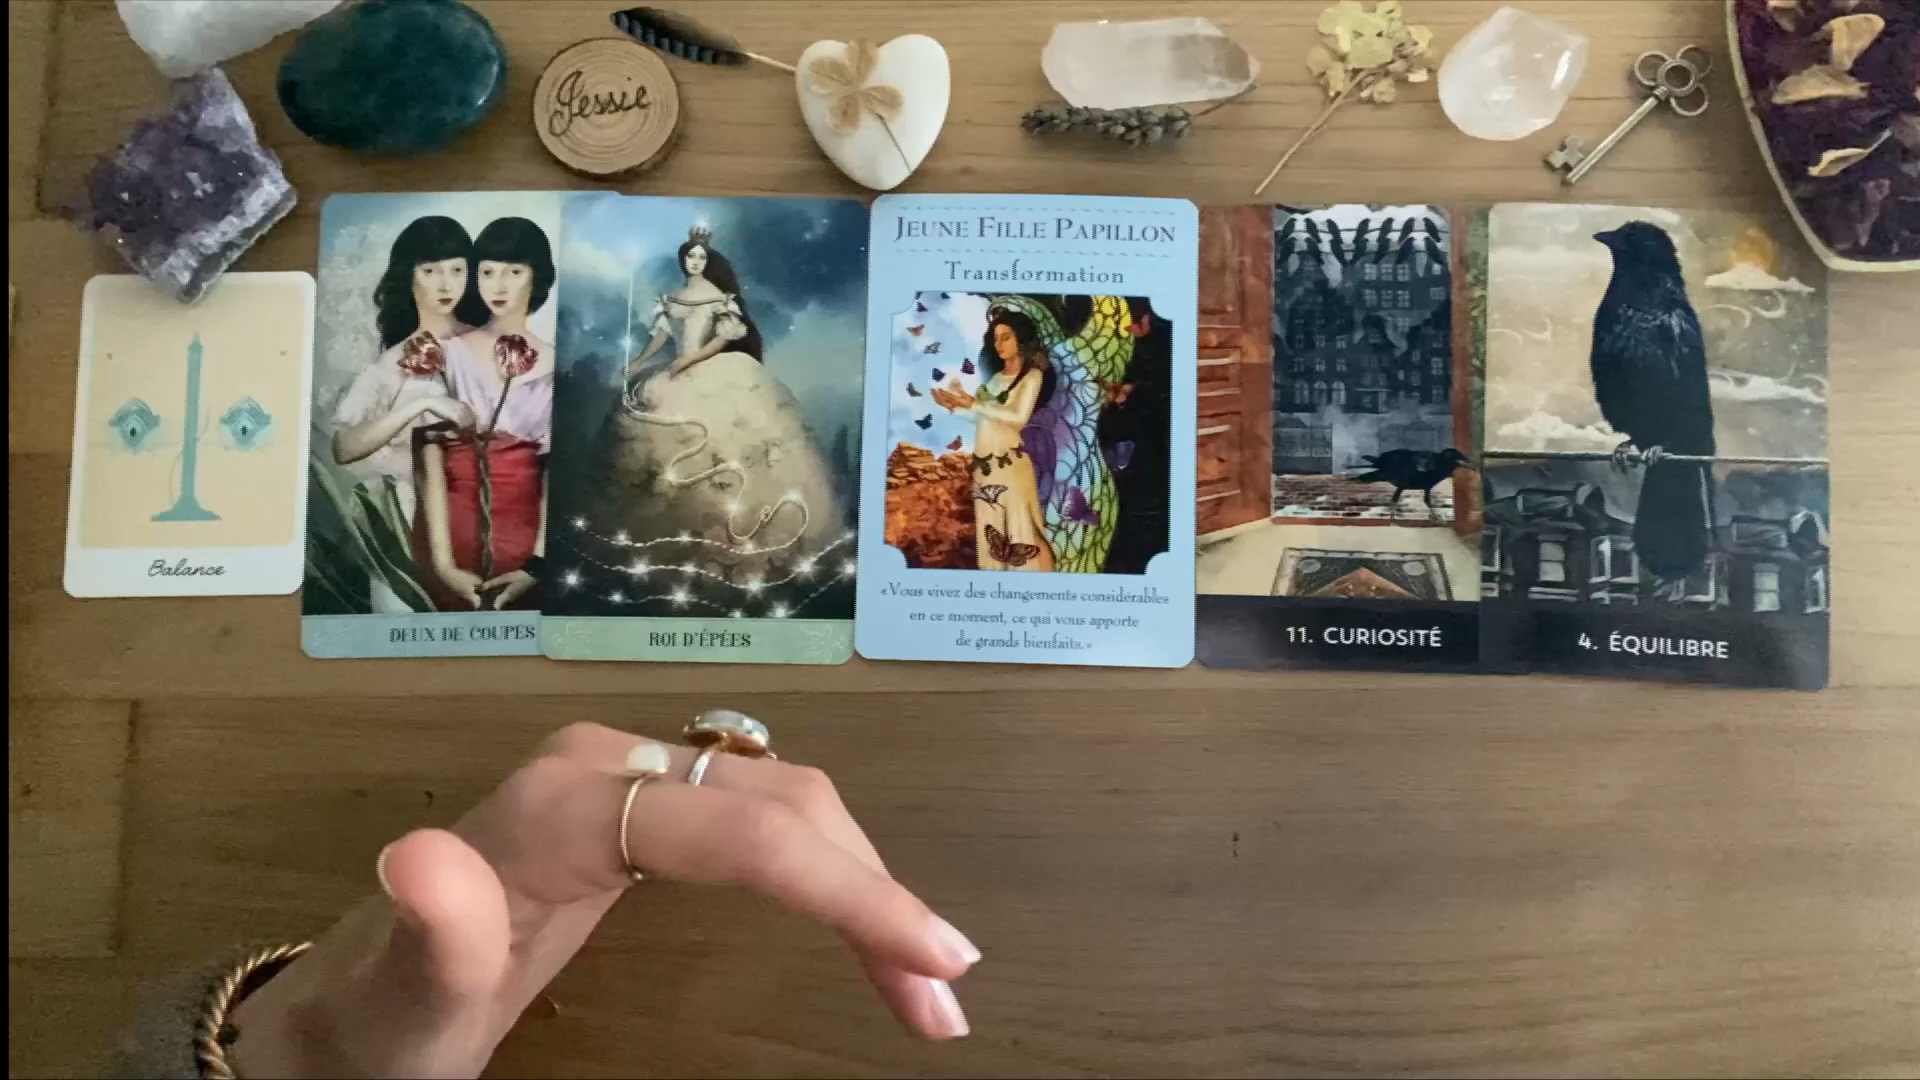 Jessie
Balance
DEUX DE COUPES
ROI D'ÉPÉES
JEUNE FILLE PAPILLON
Transformation
«Vous vivez des changements considérables
en ce moment, ce qui vous apporte
de grands bienfaits.»
11. CURIOSITÉ
4. ÉQUILIBRE